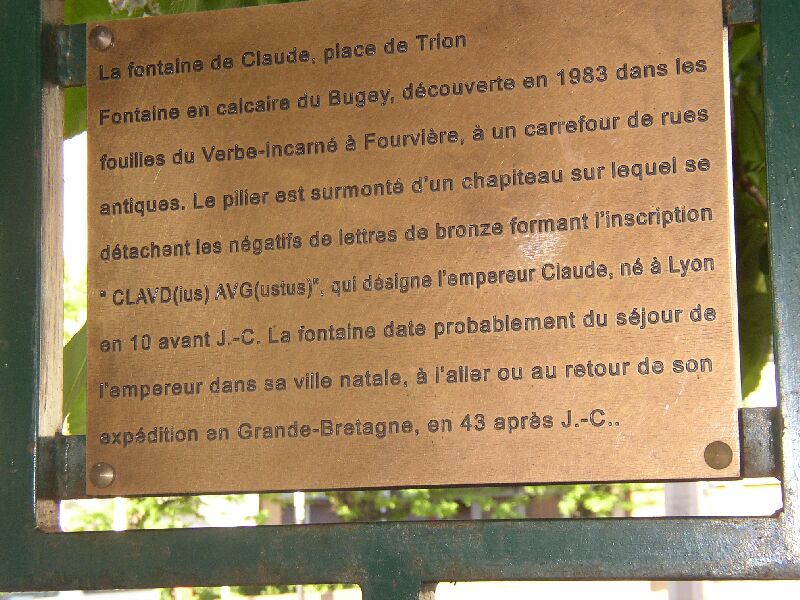 La fontaine de Claude, place de Trion
Fontaine en calcaire du Bugey, découverte en 1983 dans les
fouilles du Verbe-Incarné à Fourvière, à un carrefour de rues
antiques. Le pilier est surmonté d'un chapiteau sur lequel se
détachent les négatifs de lettres de bronze formant l'inscription
" CLAVD(ius) AVG(ustus)", qui désigne l'empereur Claude, né à Lyon
en 10 avant J.-C. La fontaine date probablement du séjour de
l'empereur dans sa ville natale, à l'aller ou au retour de son
expédition en Grande-Bretagne, en 43 après J.-C..